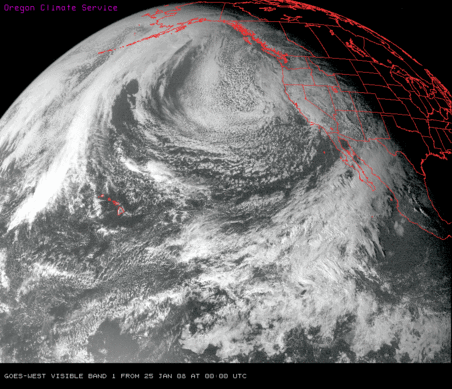 Oregon Climate Service
GOES-WEST VISIBLE BAND 1 FROM 25 JAN 08 AT 00:00 UTC